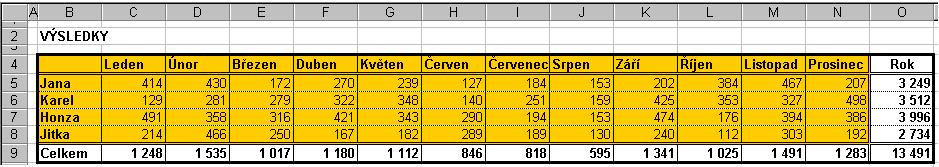 A B C D E F G H I J K L M N O
2 VÝSLEDKY
4 Leden Únor Březen Duben Květen Červen Červenec Srpen Září Říjen Listopad Prosinec Rok
5 Jana 414 430 172 270 239 127 184 153 202 384 467 207 3 249
6 Karel 129 281 279 322 348 140 251 159 425 353 327 498 3 512
7 Honza 491 358 316 421 343 290 194 153 474 176 394 386 3 996
8 Jitka 214 466 250 167 182 289 189 130 240 112 303 192 2 734
9 Celkem 1 248 1 535 1 017 1 180 1 112 846 818 595 1 341 1 025 1 491 1 283 13 491